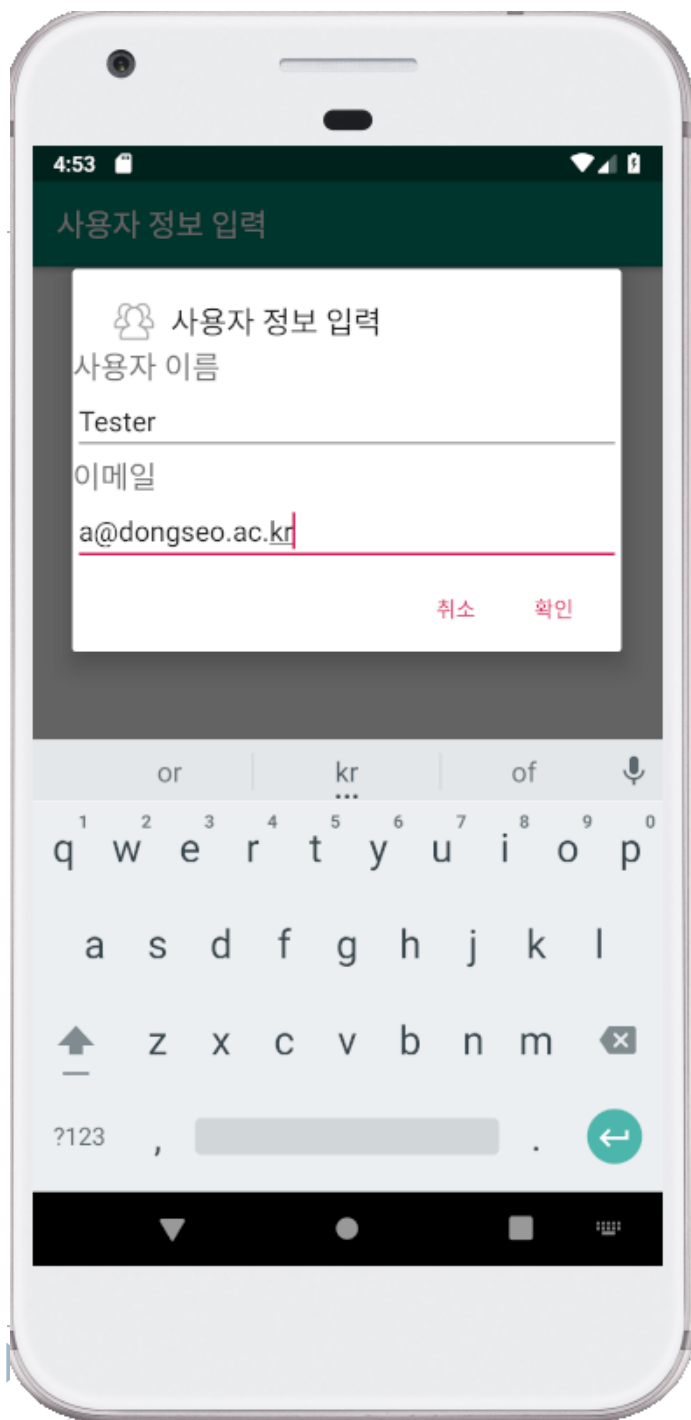 4:53
사용자 정보 입력
사용자 정보 입력
사용자 이름
Tester
이메일
a@dongseo.ac.kr
취소 확인
or kr of
1 2 3 4 5 6 7 8 9 0
q w e r t y u i o p
a s d f g h j k l
z x c v b n m
?123 , .